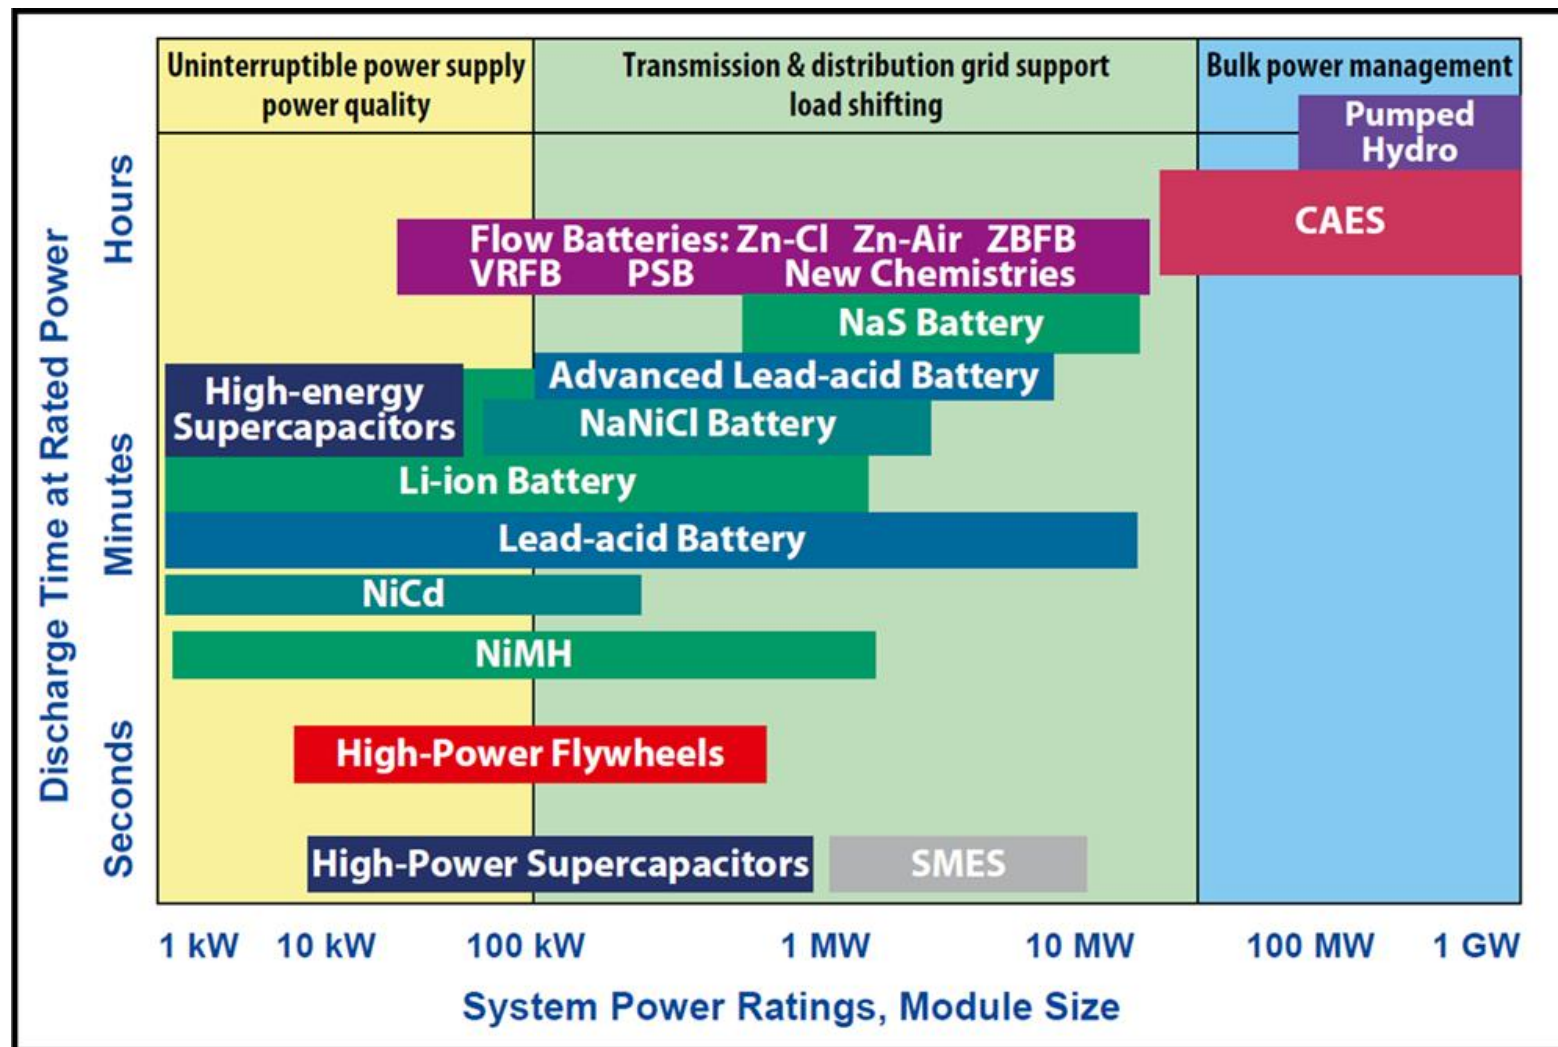 Uninterruptible power supply
power quality
Transmission & distribution grid support
load shifting
Bulk power management
Pumped
Hydro
CAES
Flow Batteries: Zn-Cl Zn-Air ZBFB
VRFB PSB New Chemistries
NaS Battery
Advanced Lead-acid Battery
High-energy
Supercapacitors
NaNiCl Battery
Li-ion Battery
Lead-acid Battery
NiCd
NiMH
High-Power Flywheels
High-Power Supercapacitors
SMES
Discharge Time at Rated Power
Hours
Minutes
Seconds
1 kW 10 kW 100 kW 1 MW 10 MW 100 MW 1 GW
System Power Ratings, Module Size